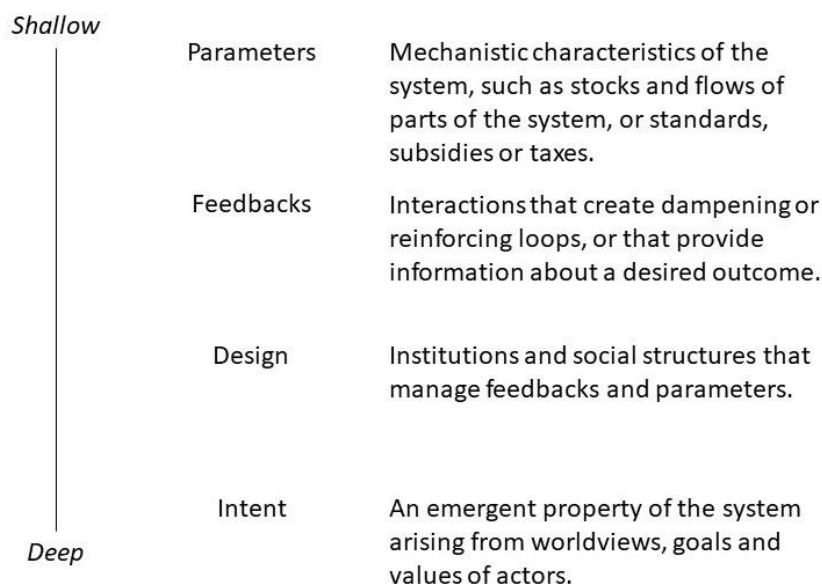 Shallow
Parameters
Mechanistic characteristics of the
system, such as stocks and flows of
parts of the system, or standards,
subsidies or taxes.
Feedbacks
Interactions that create dampening or
reinforcing loops, or that provide
information about a desired outcome.
Design
Institutions and social structures that
manage feedbacks and parameters.
Intent
An emergent property of the system
arising from worldviews, goals and
values of actors.
Deep